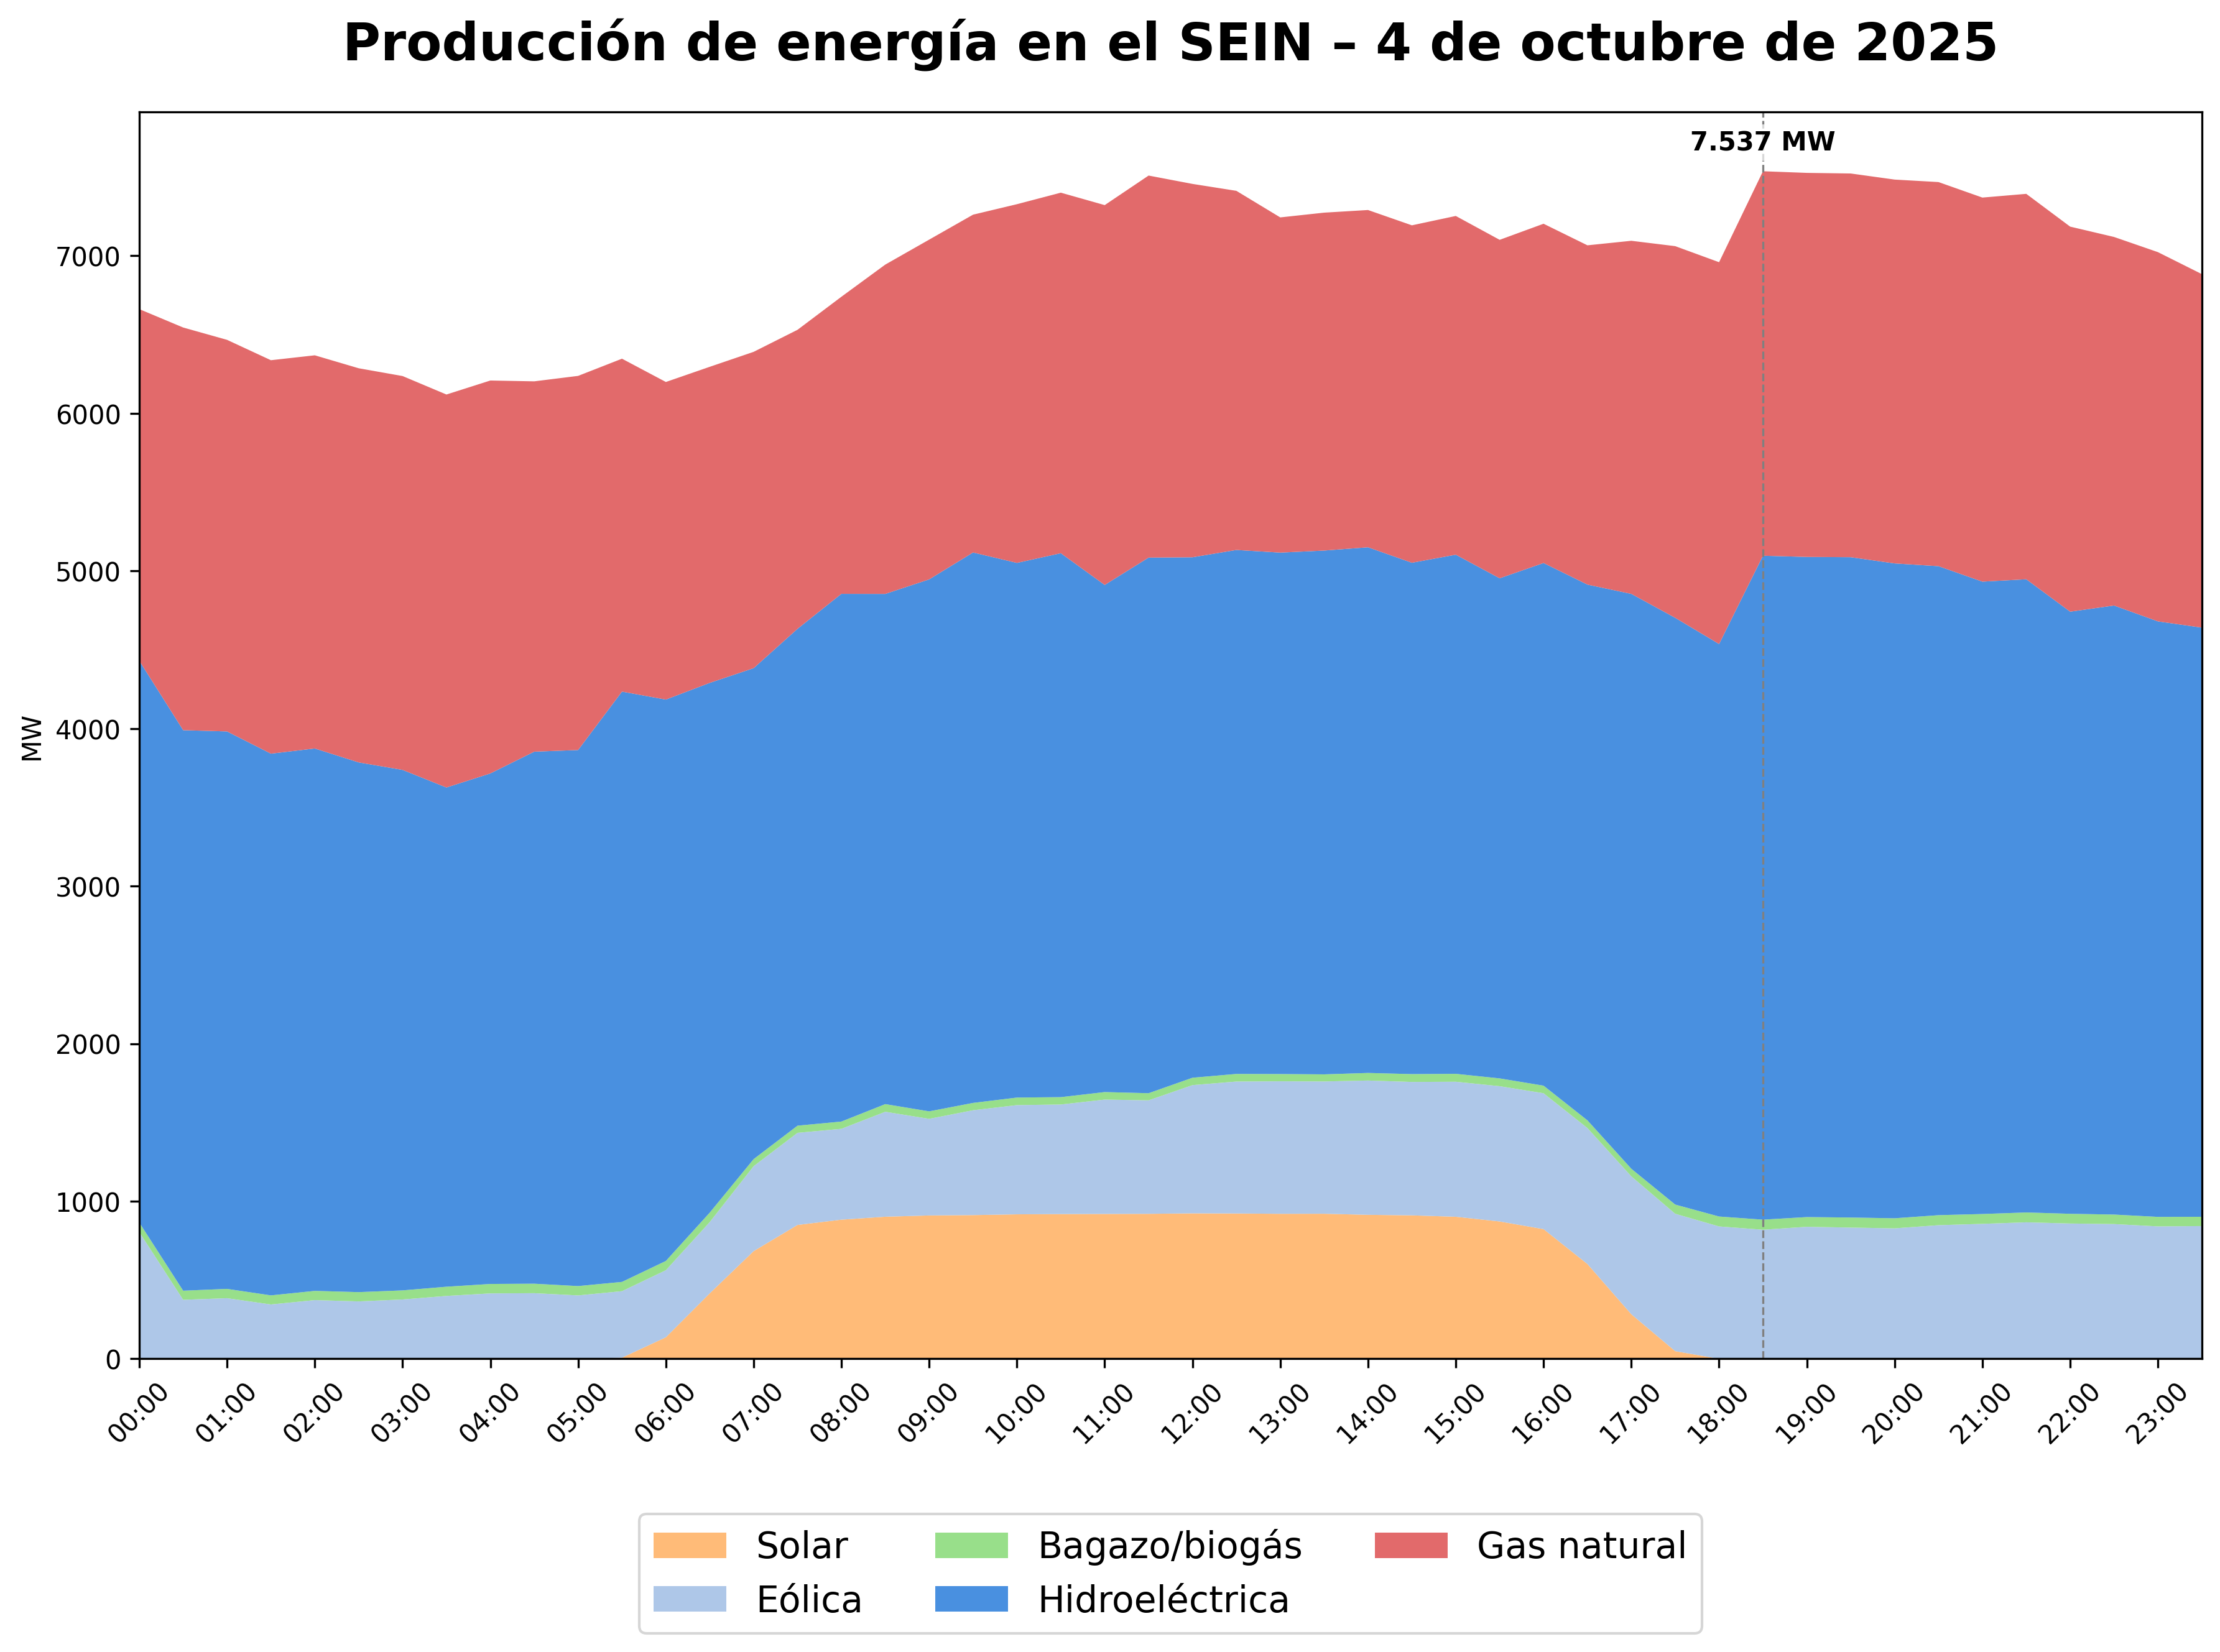 Producción de energía en el SEIN – 4 de octubre de 2025
7.537 MW
7000
6000
5000
4000
3000
2000
1000
0
MW
00:00 01:00 02:00 03:00 04:00 05:00 06:00 07:00 08:00 09:00 10:00 11:00 12:00 13:00 14:00 15:00 16:00 17:00 18:00 19:00 20:00 21:00 22:00 23:00
Solar Bagazo/biogás Gas natural
Eólica Hidroeléctrica